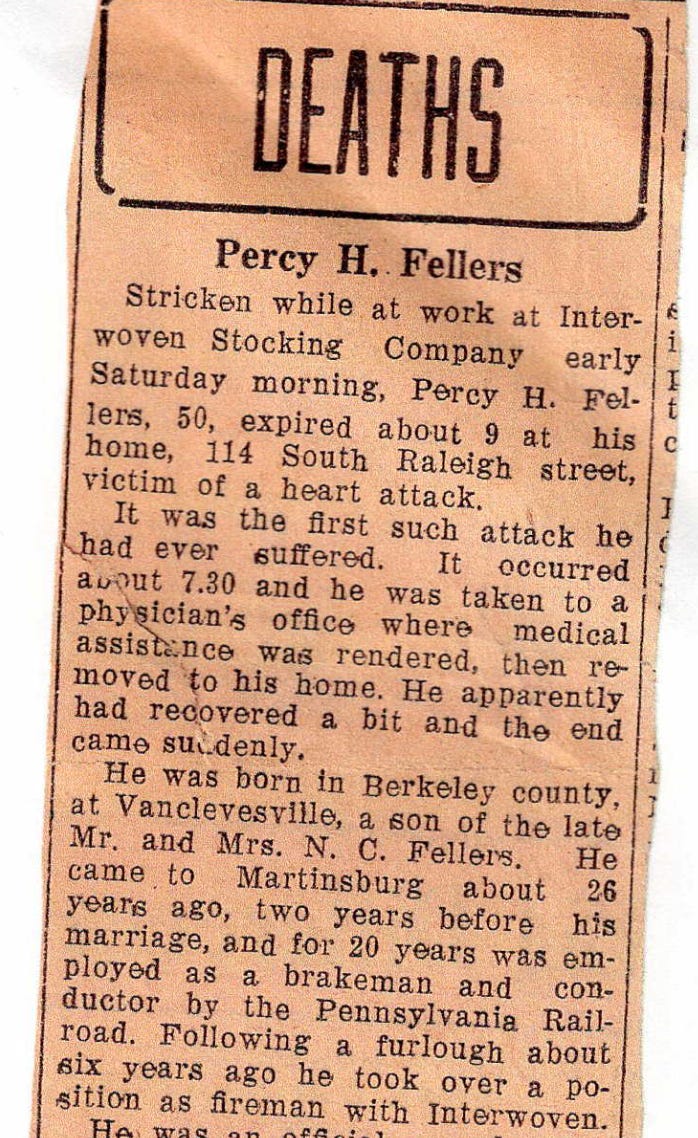 DEATHS
Percy H. Fellers
Stricken while at work at Inter-
woven Stocking Company early
Saturday morning, Percy H. Fel-
lers, 50, expired about 9 at his
home, 114 South Raleigh street,
victim of a heart attack.
It was the first such attack he
had ever suffered. It occurred
about 7.30 and he was taken to a
physician's office where medical
assistance was rendered, then re-
moved to his home. He apparently
had recovered a bit and the end
came suddenly.
He was born in Berkeley county,
at Vanclevesville, a son of the late
Mr. and Mrs. N. C. Fellers. He
came to Martinsburg about 26
years ago, two years before his
marriage, and for 20 years was em-
ployed as a brakeman and con-
ductor by the Pennsylvania Rail-
road. Following a furlough about
six years ago he took over a po-
sition as fireman with Interwoven.
He was an official